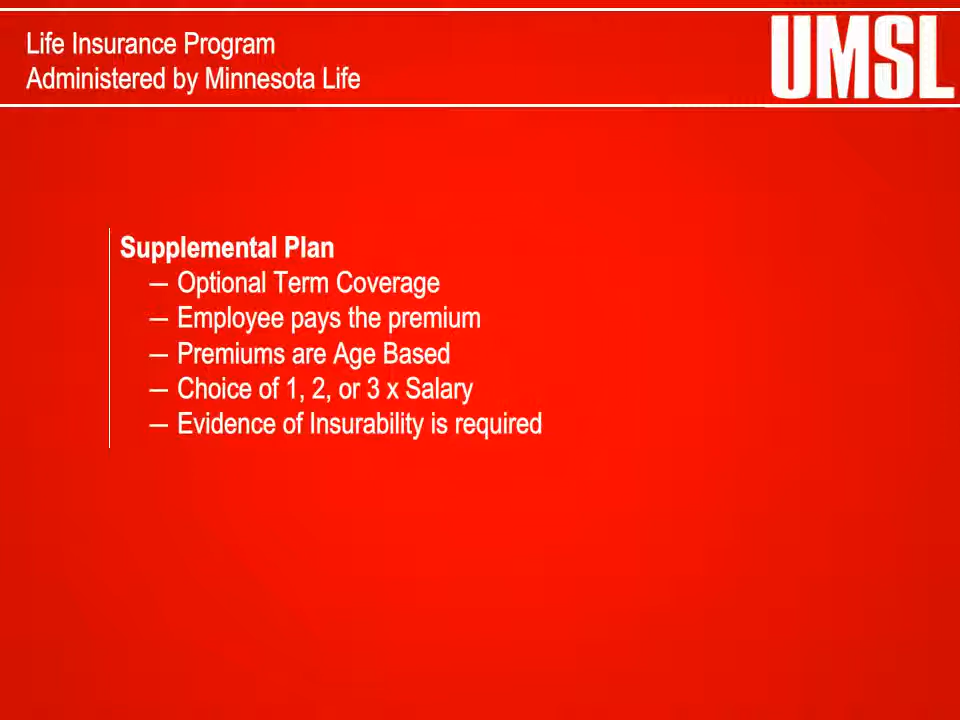 Life Insurance Program
Administered by Minnesota Life
UMSL
Supplemental Plan
— Optional Term Coverage
— Employee pays the premium
— Premiums are Age Based
— Choice of 1, 2, or 3 x Salary
— Evidence of Insurability is required